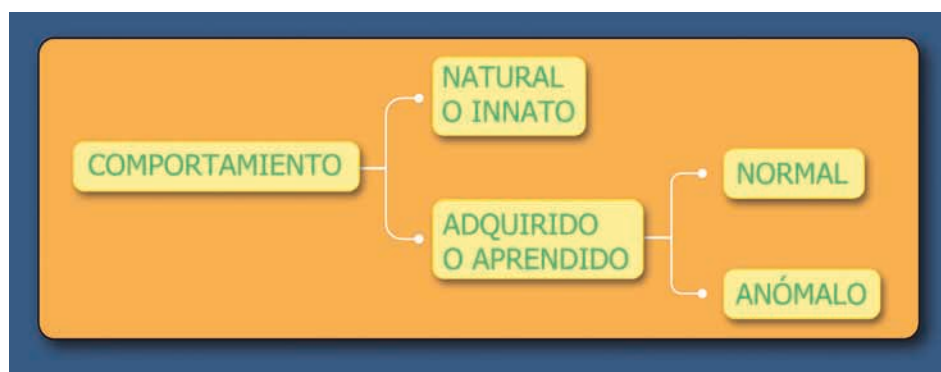 COMPORTAMIENTO
NATURAL
O INNATO
ADQUIRIDO
O APRENDIDO
NORMAL
ANÓMALO